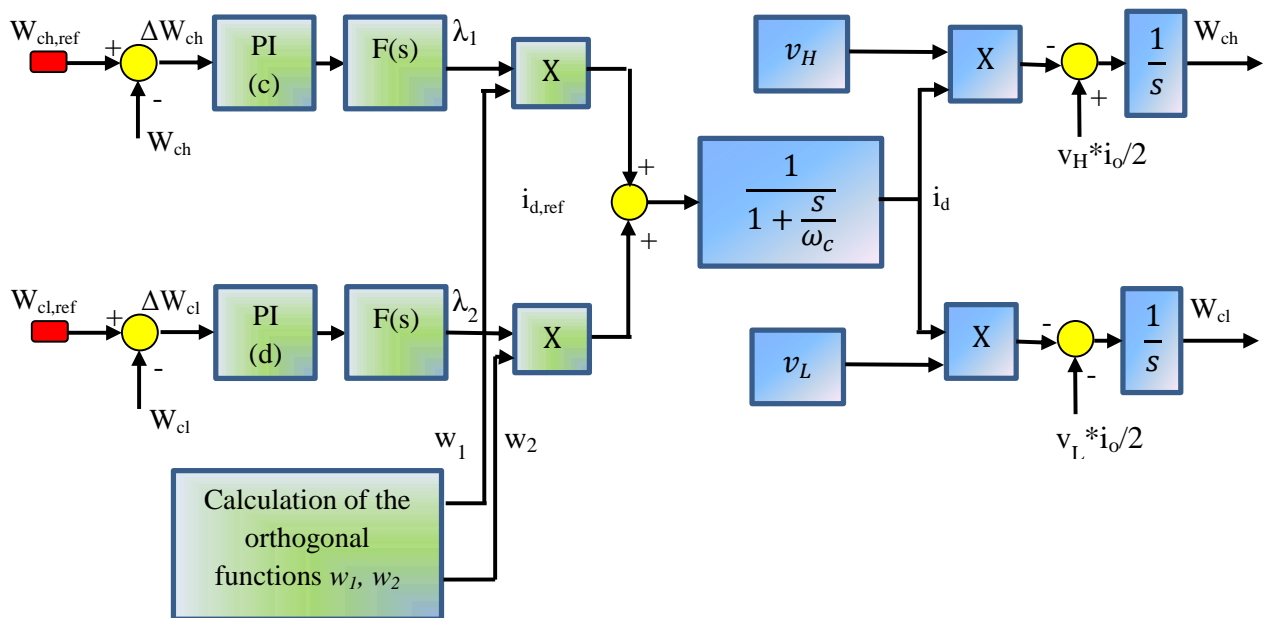 W_ch,ref
+
ΔW_ch
-
W_ch
PI
(c)
F(s)
λ_1
X
+
i_d,ref
+
W_cl,ref
+
ΔW_cl
-
W_cl
PI
(d)
F(s)
λ_2
X
w_1
w_2
Calculation of the
orthogonal
functions w_1, w_2
1
1 + s/ω_c
i_d
v_H
X
-
+
v_H*i_o/2
1
s
W_ch
v_L
X
-
-
v_L*i_o/2
1
s
W_cl